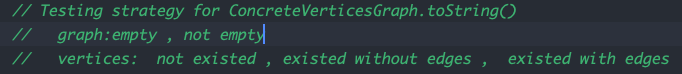 // Testing strategy for ConcreteVerticesGraph.toString()
//   graph:empty , not empty
//   vertices:  not existed , existed without edges ,  existed with edges